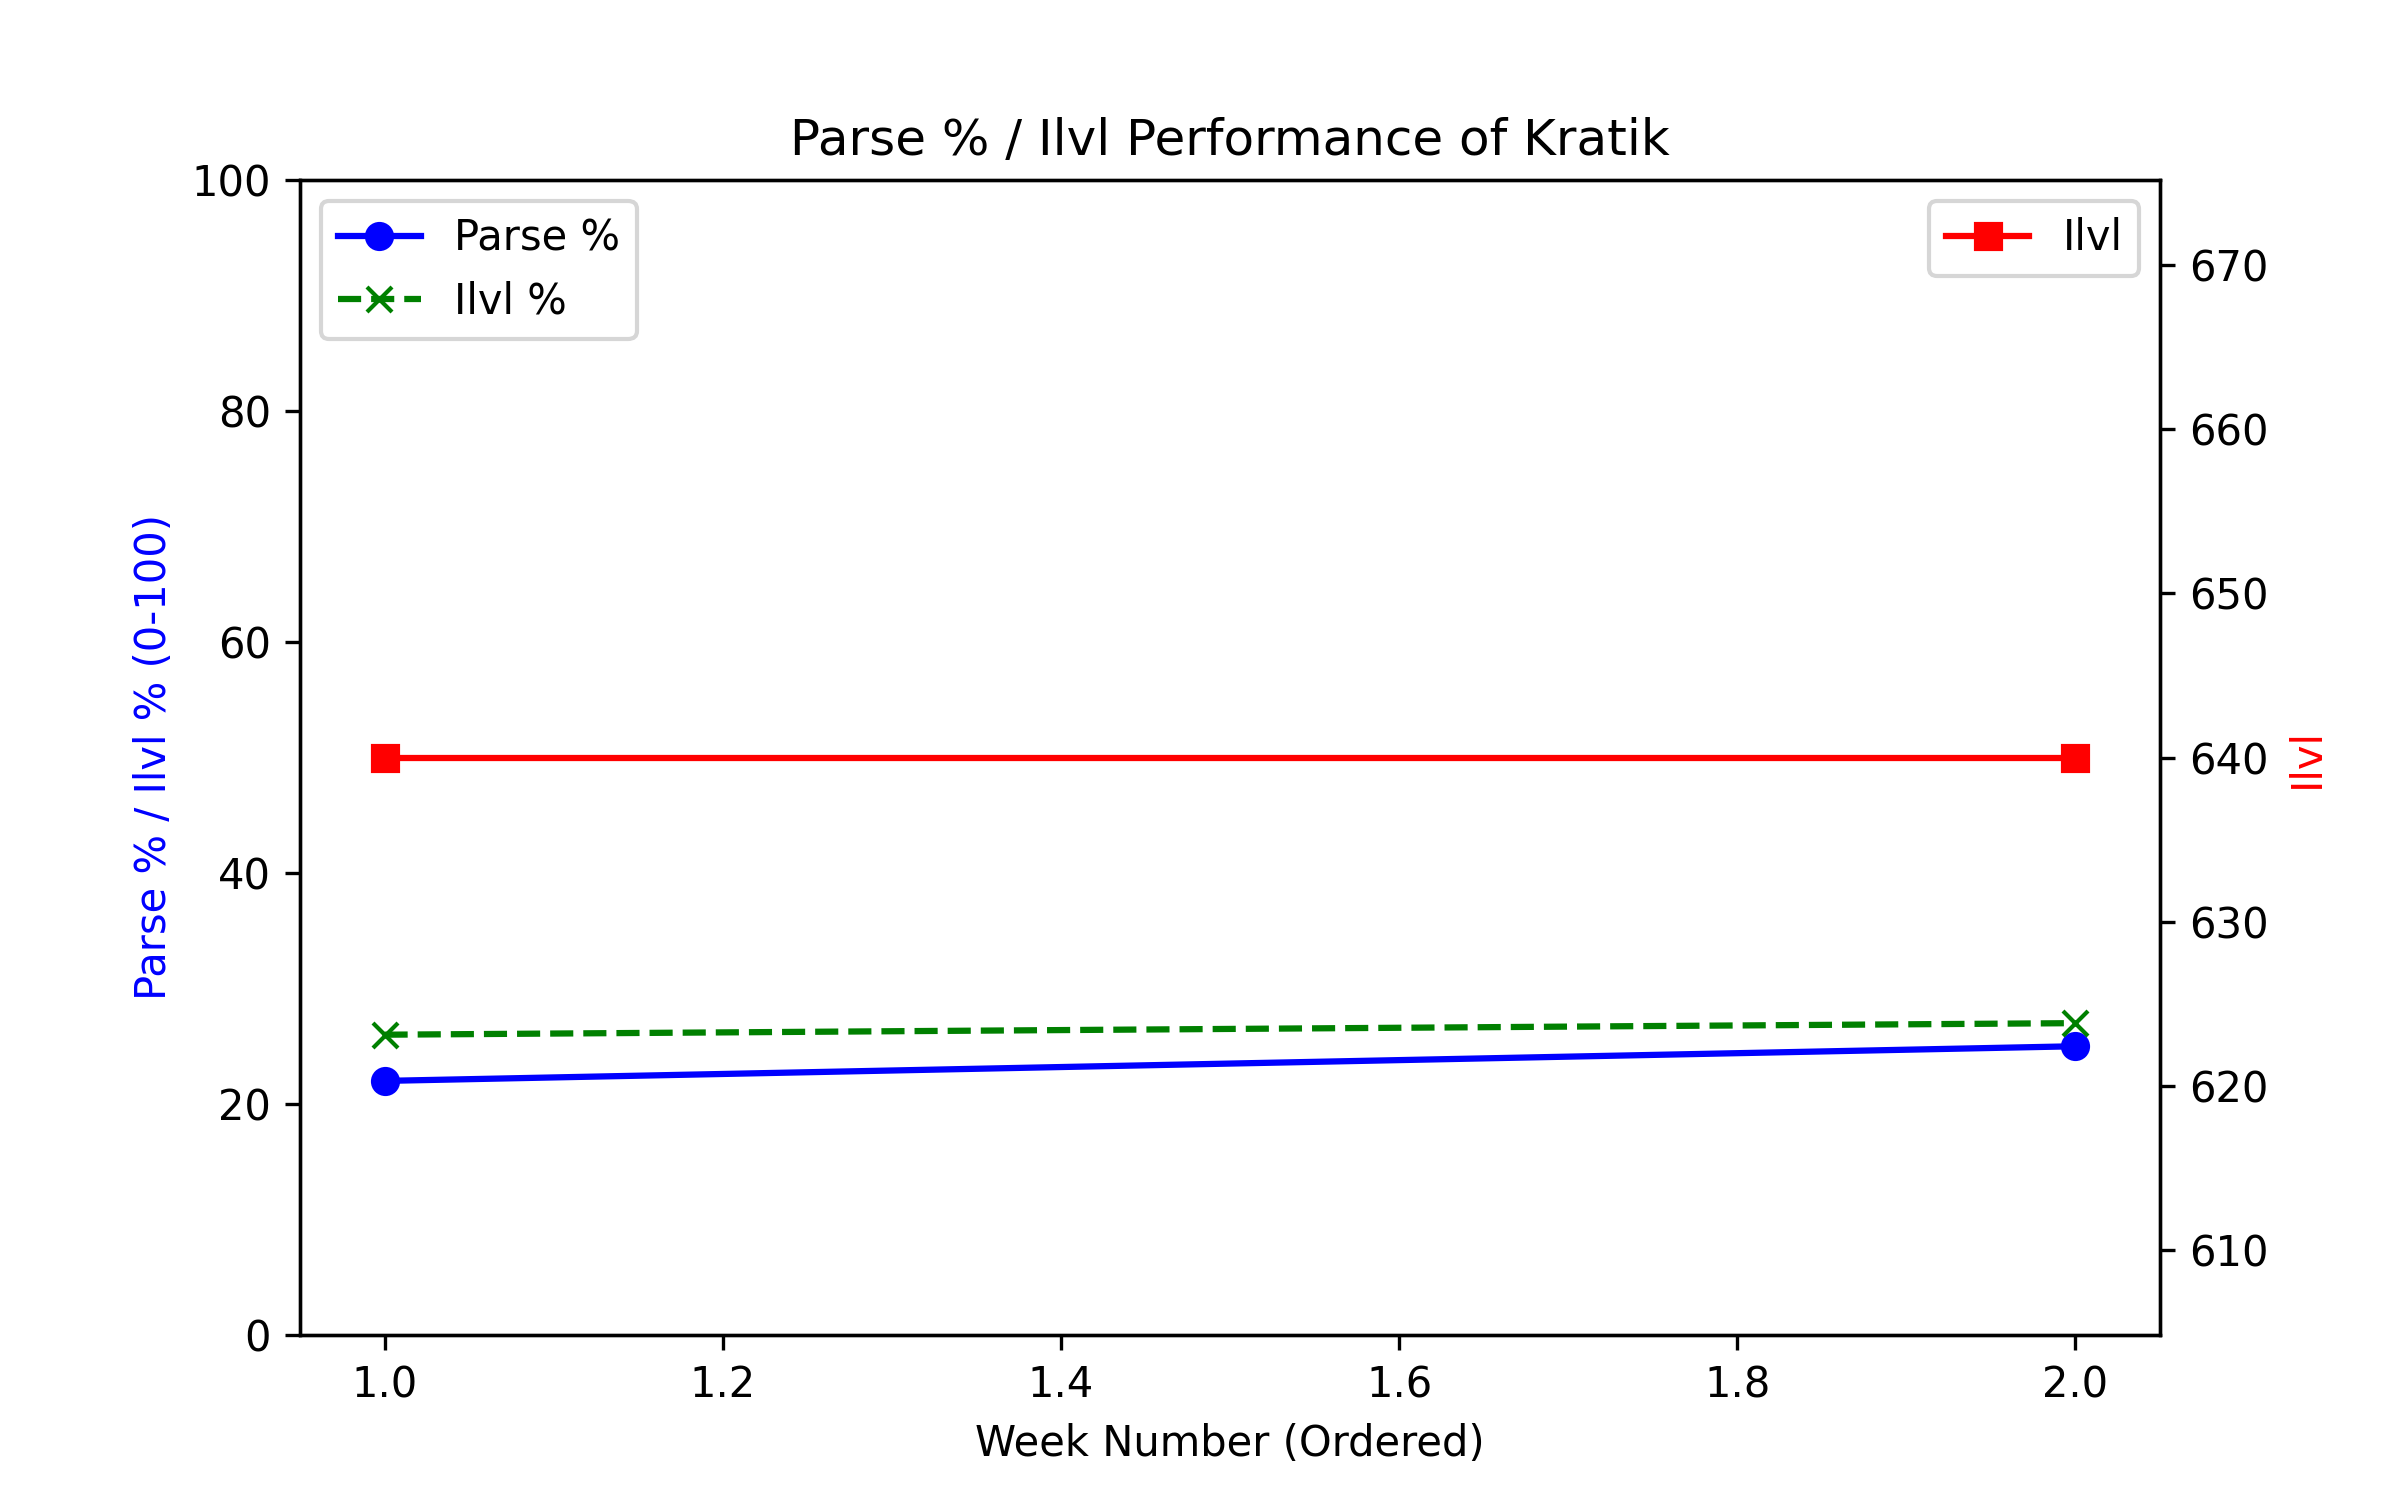 Parse % / Ilvl Performance of Kratik
Parse %
Ilvl %
Ilvl
100
80
60
40
20
0
Parse % / Ilvl % (0-100)
670
660
650
640
630
620
610
Ilvl
1.0 1.2 1.4 1.6 1.8 2.0
Week Number (Ordered)